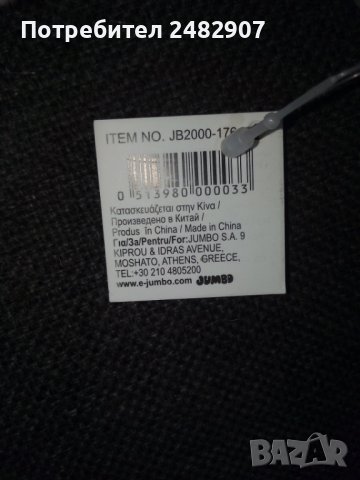 Потребител 2482907
ITEM NO. JB2000-176
0 513980 000033
Κατασκευάζεται στην Κίνα /
Произведено в Китай /
Produs în China / Made in China
Για/За/Pentru/For:JUMBO S.A. 9
KIPROU & IDRAS AVENUE,
MOSHATO, ATHENS, GREECE,
TEL:+30 210 4805200
www.e-jumbo.com JUMBO
BAZAR